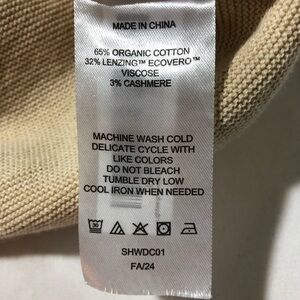 MADE IN CHINA
65% ORGANIC COTTON
32% LENZING™ ECOVERO™
VISCOSE
3% CASHMERE
MACHINE WASH COLD
DELICATE CYCLE WITH
LIKE COLORS
DO NOT BLEACH
TUMBLE DRY LOW
COOL IRON WHEN NEEDED
SHWDC01
FA/24